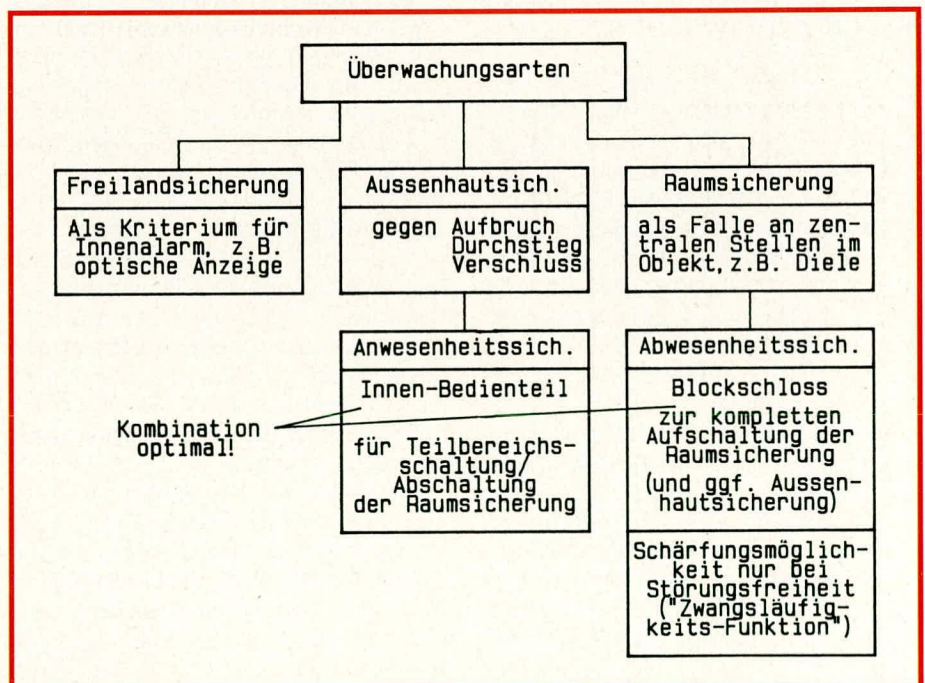 Überwachungsarten
Freilandsicherung
Als Kriterium für
Innenalarm, z.B.
optische Anzeige
Aussenhautsich.
gegen Aufbruch
Durchstieg
Verschluss
Raumsicherung
als Falle an zen-
tralen Stellen im
Objekt, z.B. Diele
Anwesenheitssich.
Innen-Bedienteil
für Teilbereichs-
schaltung/
Abschaltung
der Raumsicherung
Kombination
optimal!
Abwesenheitssich.
Blockschloss
zur kompletten
Aufschaltung der
Raumsicherung
(und ggf. Aussen-
hautsicherung)
Schärfungsmöglich-
keit nur bei
Störungsfreiheit
("Zwangsläufig-
keits-Funktion")